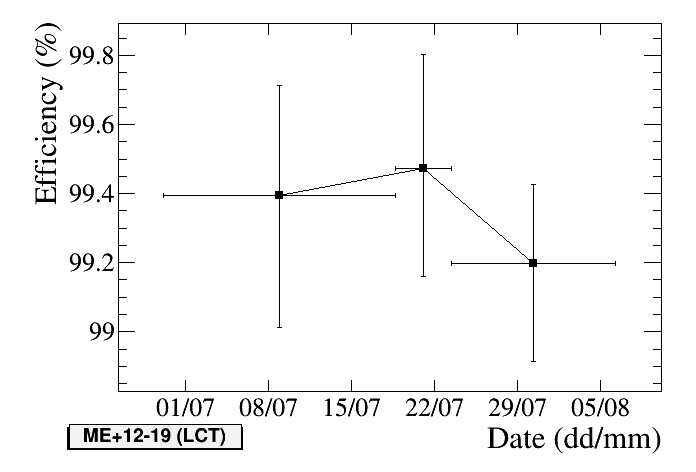 Efficiency (%)
99.8
99.6
99.4
99.2
99
01/07 08/07 15/07 22/07 29/07 05/08
ME+12-19 (LCT)
Date (dd/mm)